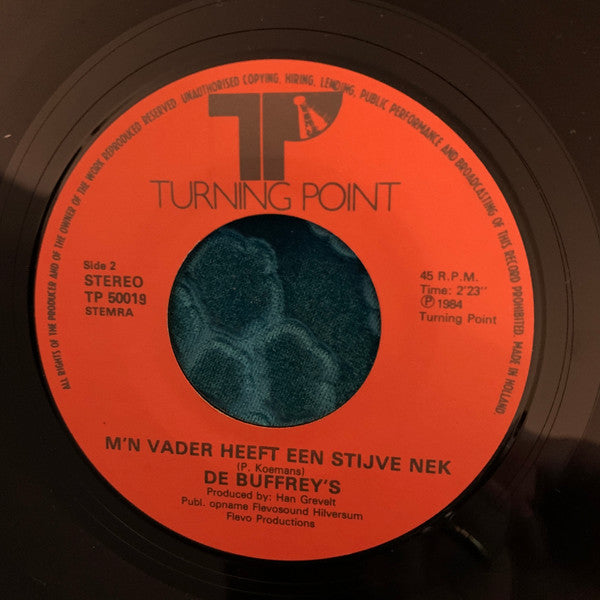 ALL RIGHTS OF THE PRODUCER AND OF THE OWNER OF THE WORK REPRODUCED RESERVED. UNAUTHORISED COPYING, HIRING, LENDING, PUBLIC PERFORMANCE AND BROADCASTING OF THIS RECORD PROHIBITED. MADE IN HOLLAND
TP
TURNING POINT
Side 2
STEREO
TP 50019
STEMRA
45 R.P.M.
Time: 2'23"
℗ 1984
Turning Point
M'N VADER HEEFT EEN STIJVE NEK
(P. Koemans)
DE BUFFREY'S
Produced by: Han Grevelt
Publ. opname Flevosound Hilversum
Flevo Productions